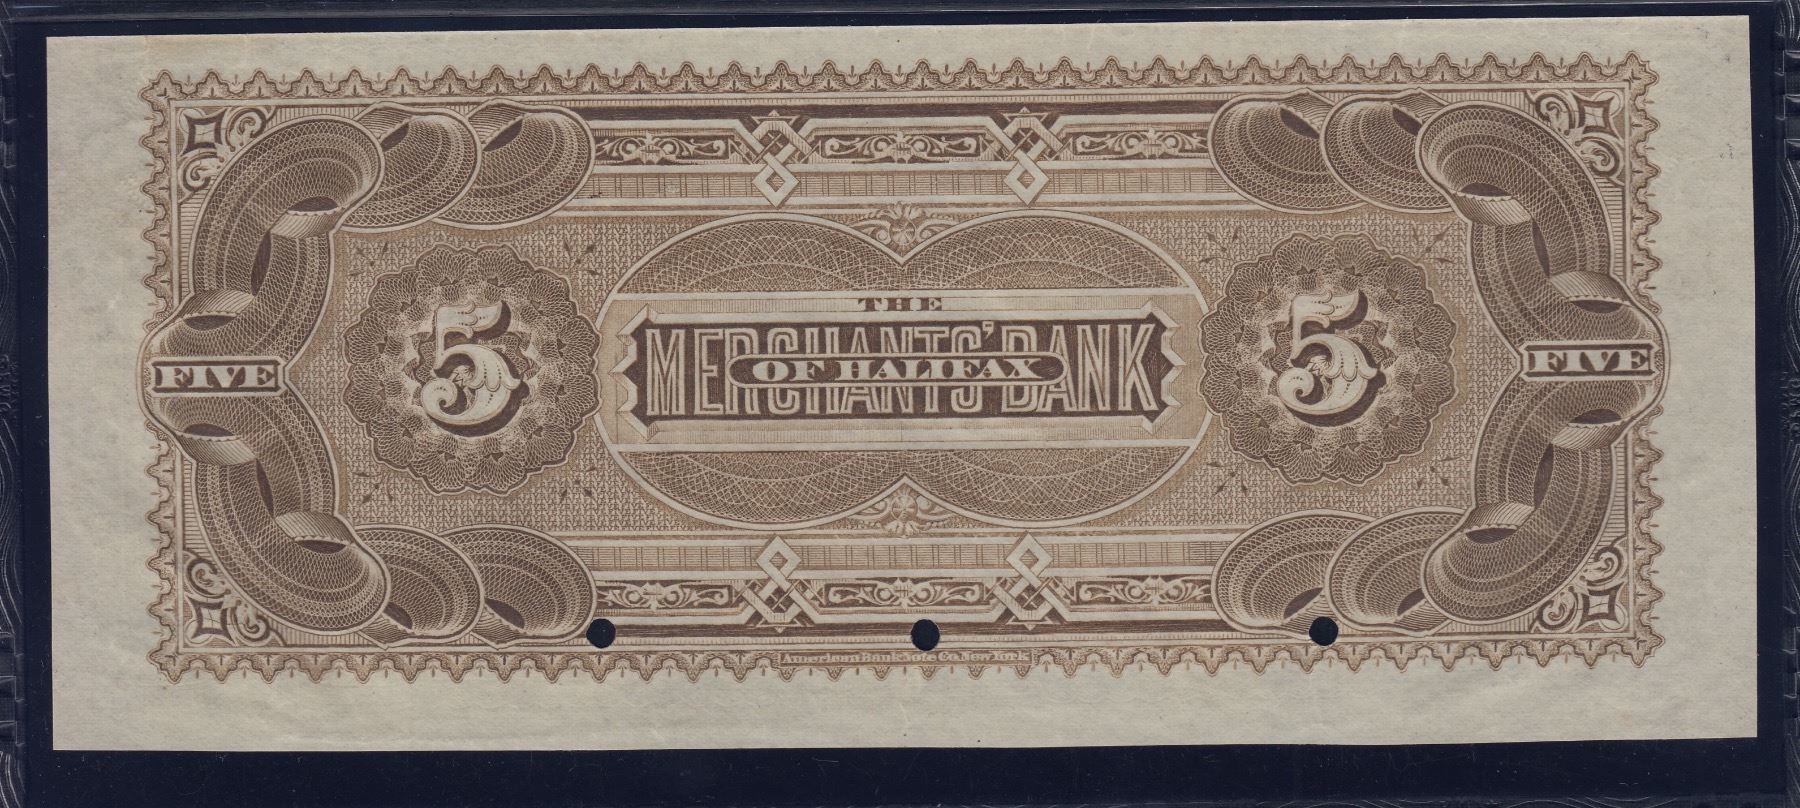 THE
MERCHANTS' BANK
OF HALIFAX
FIVE
5
5
FIVE
American Bank Note Co. New York